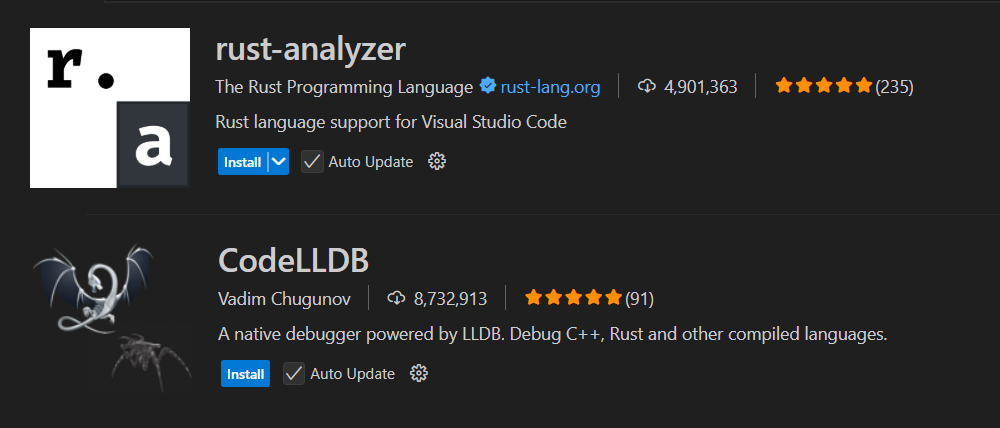 r.
a
rust-analyzer
The Rust Programming Language rust-lang.org 4,901,363 (235)
Rust language support for Visual Studio Code
Install Auto Update
CodeLLDB
Vadim Chugunov 8,732,913 (91)
A native debugger powered by LLDB. Debug C++, Rust and other compiled languages.
Install Auto Update